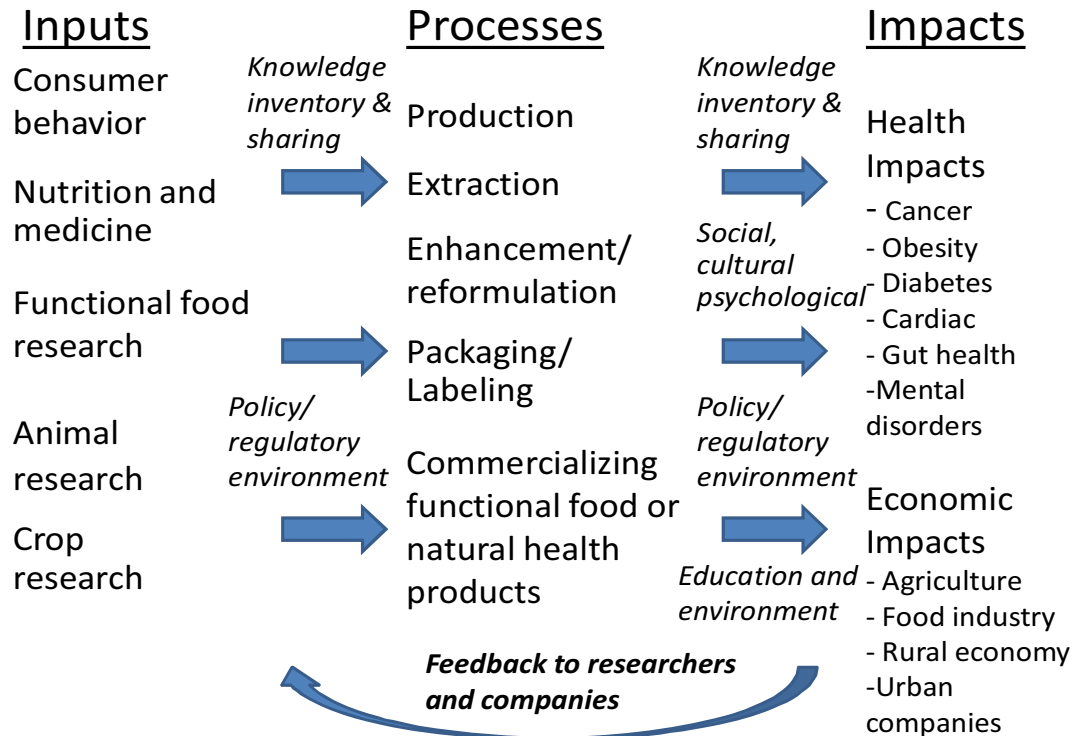 Inputs
Consumer
behavior
Nutrition and
medicine
Functional food
research
Animal
research
Crop
research
Knowledge
inventory &
sharing
Policy/
regulatory
environment
Processes
Production
Extraction
Enhancement/
reformulation
Packaging/
Labeling
Commercializing
functional food or
natural health
products
Knowledge
inventory &
sharing
Social,
cultural
psychological
Policy/
regulatory
environment
Education and
environment
Impacts
Health
Impacts
- Cancer
- Obesity
- Diabetes
- Cardiac
- Gut health
-Mental
disorders
Economic
Impacts
- Agriculture
- Food industry
- Rural economy
-Urban
companies
Feedback to researchers
and companies